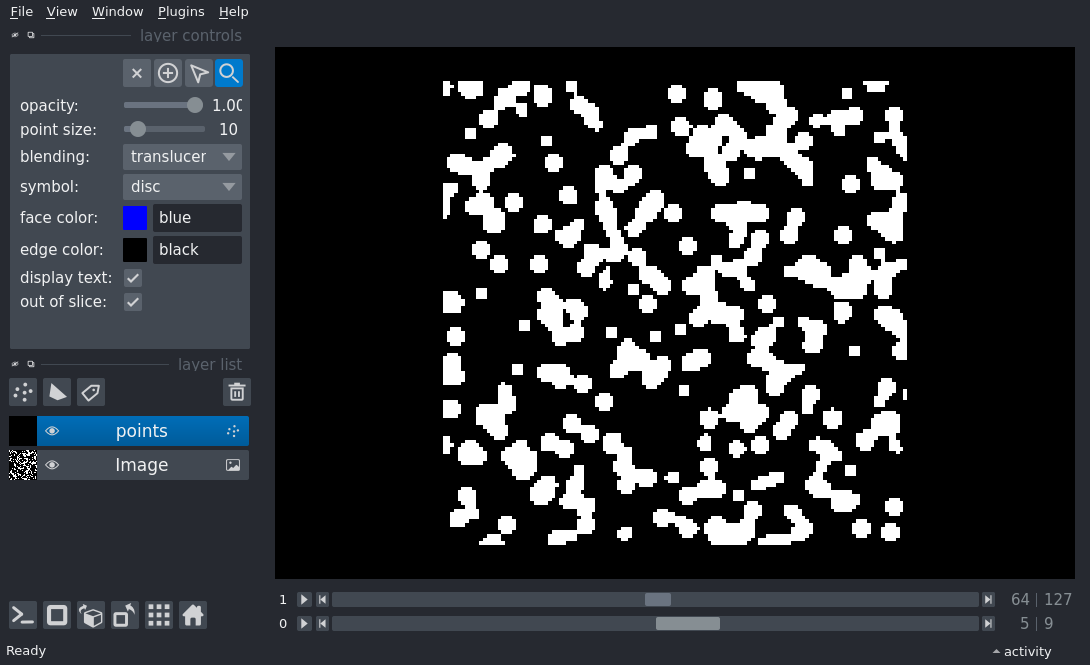 File View Window Plugins Help
layer controls
opacity: 1.00
point size: 10
blending: translucer
symbol: disc
face color: blue
edge color: black
display text:
out of slice:
layer list
points
Image
1 64 | 127
0 5 | 9
Ready activity